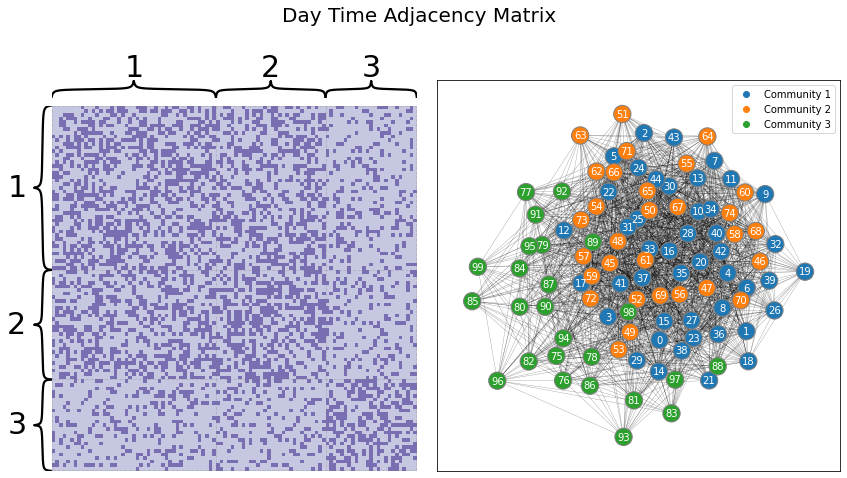 Day Time Adjacency Matrix
1 2 3
1
2
3
Community 1
Community 2
Community 3
51
63 2 43 64
5 71 7
62 66 24 55 13 11
77 92 22 44 30 65 60 9
91 54 50 67 10 34 74
73 12 31 25 28 40 58 68
95 79 89 48 33 16 42 32
99 84 57 45 61 20 46 19
85 87 59 17 41 37 35 4 39
80 90 72 52 69 56 47 6 70 26
3 98 15 27 8
94 49 0 23 36 1
82 75 78 53 29 38 18
96 76 86 14 97 88 21
81 83
93